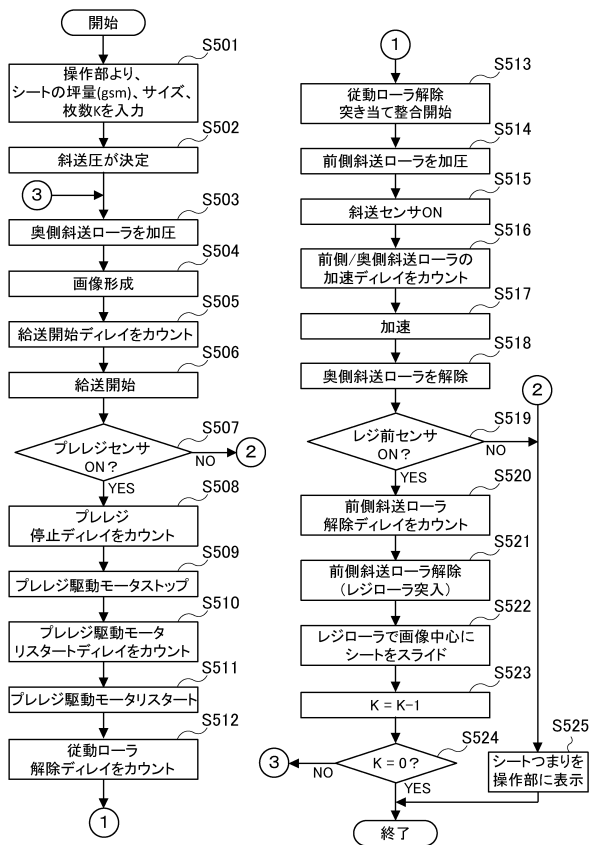 開始
S501
操作部より、
シートの坪量(gsm)、サイズ、
枚数Kを入力
S502
斜送圧が決定
3
S503
奥側斜送ローラを加圧
S504
画像形成
S505
給送開始ディレイをカウント
S506
給送開始
S507
プレレジセンサ
ON?
NO
2
YES
S508
プレレジ
停止ディレイをカウント
S509
プレレジ駆動モータストップ
S510
プレレジ駆動モータ
リスタートディレイをカウント
S511
プレレジ駆動モータリスタート
S512
従動ローラ
解除ディレイをカウント
1
1
S513
従動ローラ解除
突き当て整合開始
S514
前側斜送ローラを加圧
S515
斜送センサON
S516
前側/奥側斜送ローラの
加速ディレイをカウント
S517
加速
S518
奥側斜送ローラを解除
2
S519
レジ前センサ
ON?
NO
YES
S520
前側斜送ローラ
解除ディレイをカウント
S521
前側斜送ローラ解除
(レジローラ突入)
S522
レジローラで画像中心に
シートをスライド
S523
K = K-1
S524
K = 0?
3
NO
YES
S525
シートつまりを
操作部に表示
終了